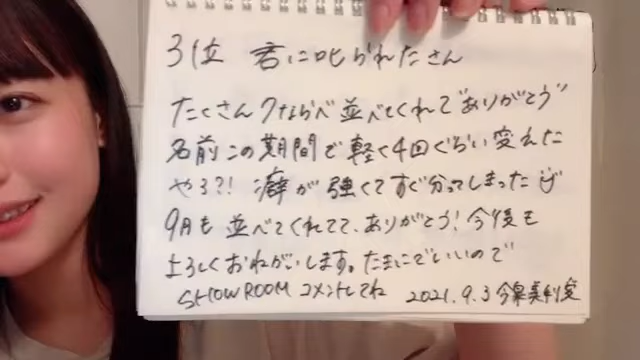 3位 君に叱られたさん
たくさん7ならべ並べてくれて"ありがとう"
名前この期間で軽く4回ぐらい変えた
やろ?! 癖が強くてすぐ分ってしまった
9月も並べてくれてて、ありがとう!今後も
よろしくおねがいします。たまにでいいので
SHOWROOM コメントしてね 2021.9.3 今泉美利愛